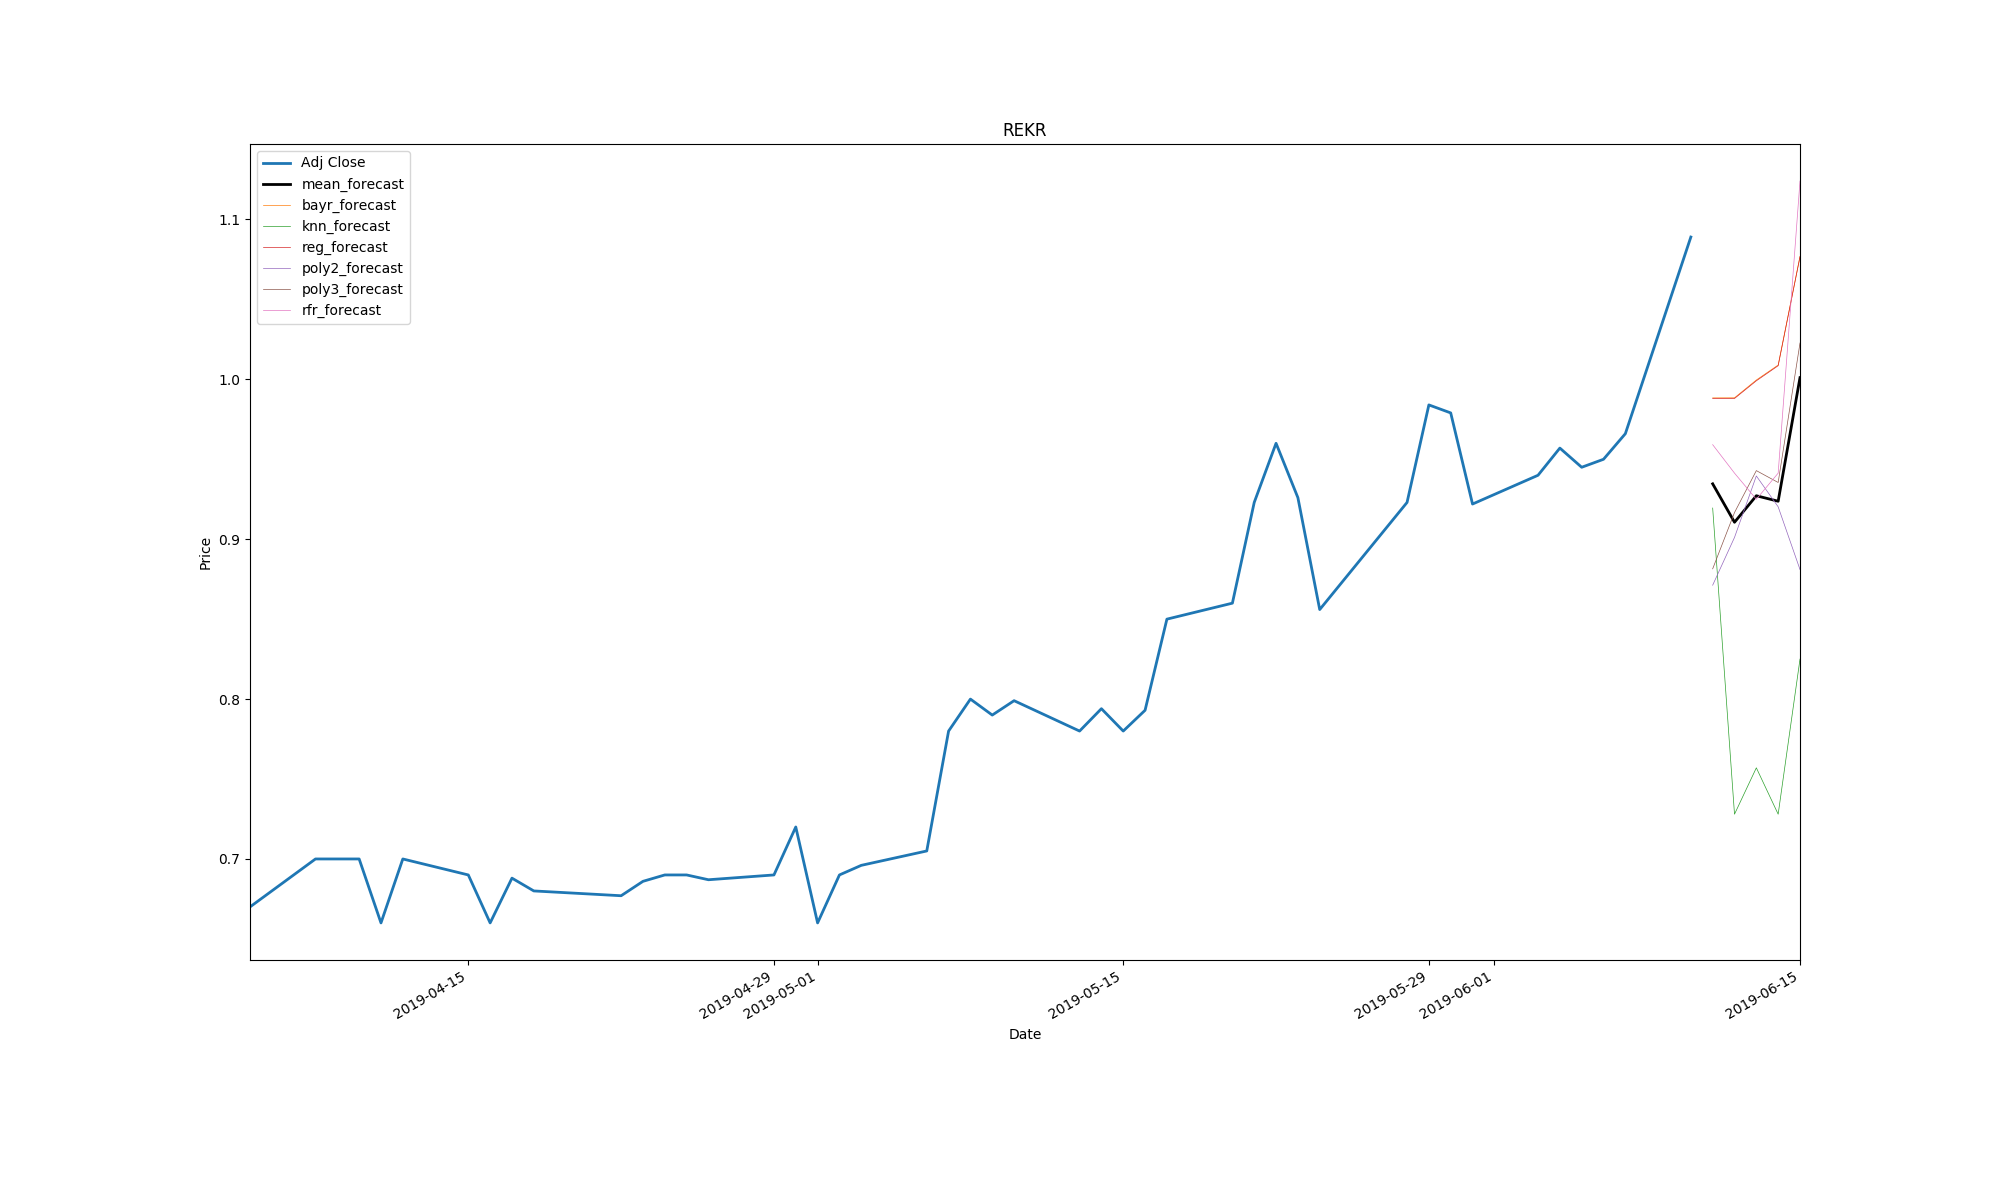 REKR
Adj Close
mean_forecast
bayr_forecast
knn_forecast
reg_forecast
poly2_forecast
poly3_forecast
rfr_forecast
1.1
1.0
0.9
0.8
0.7
Price
2019-04-15
2019-04-29
2019-05-01
2019-05-15
2019-05-29
2019-06-01
2019-06-15
Date